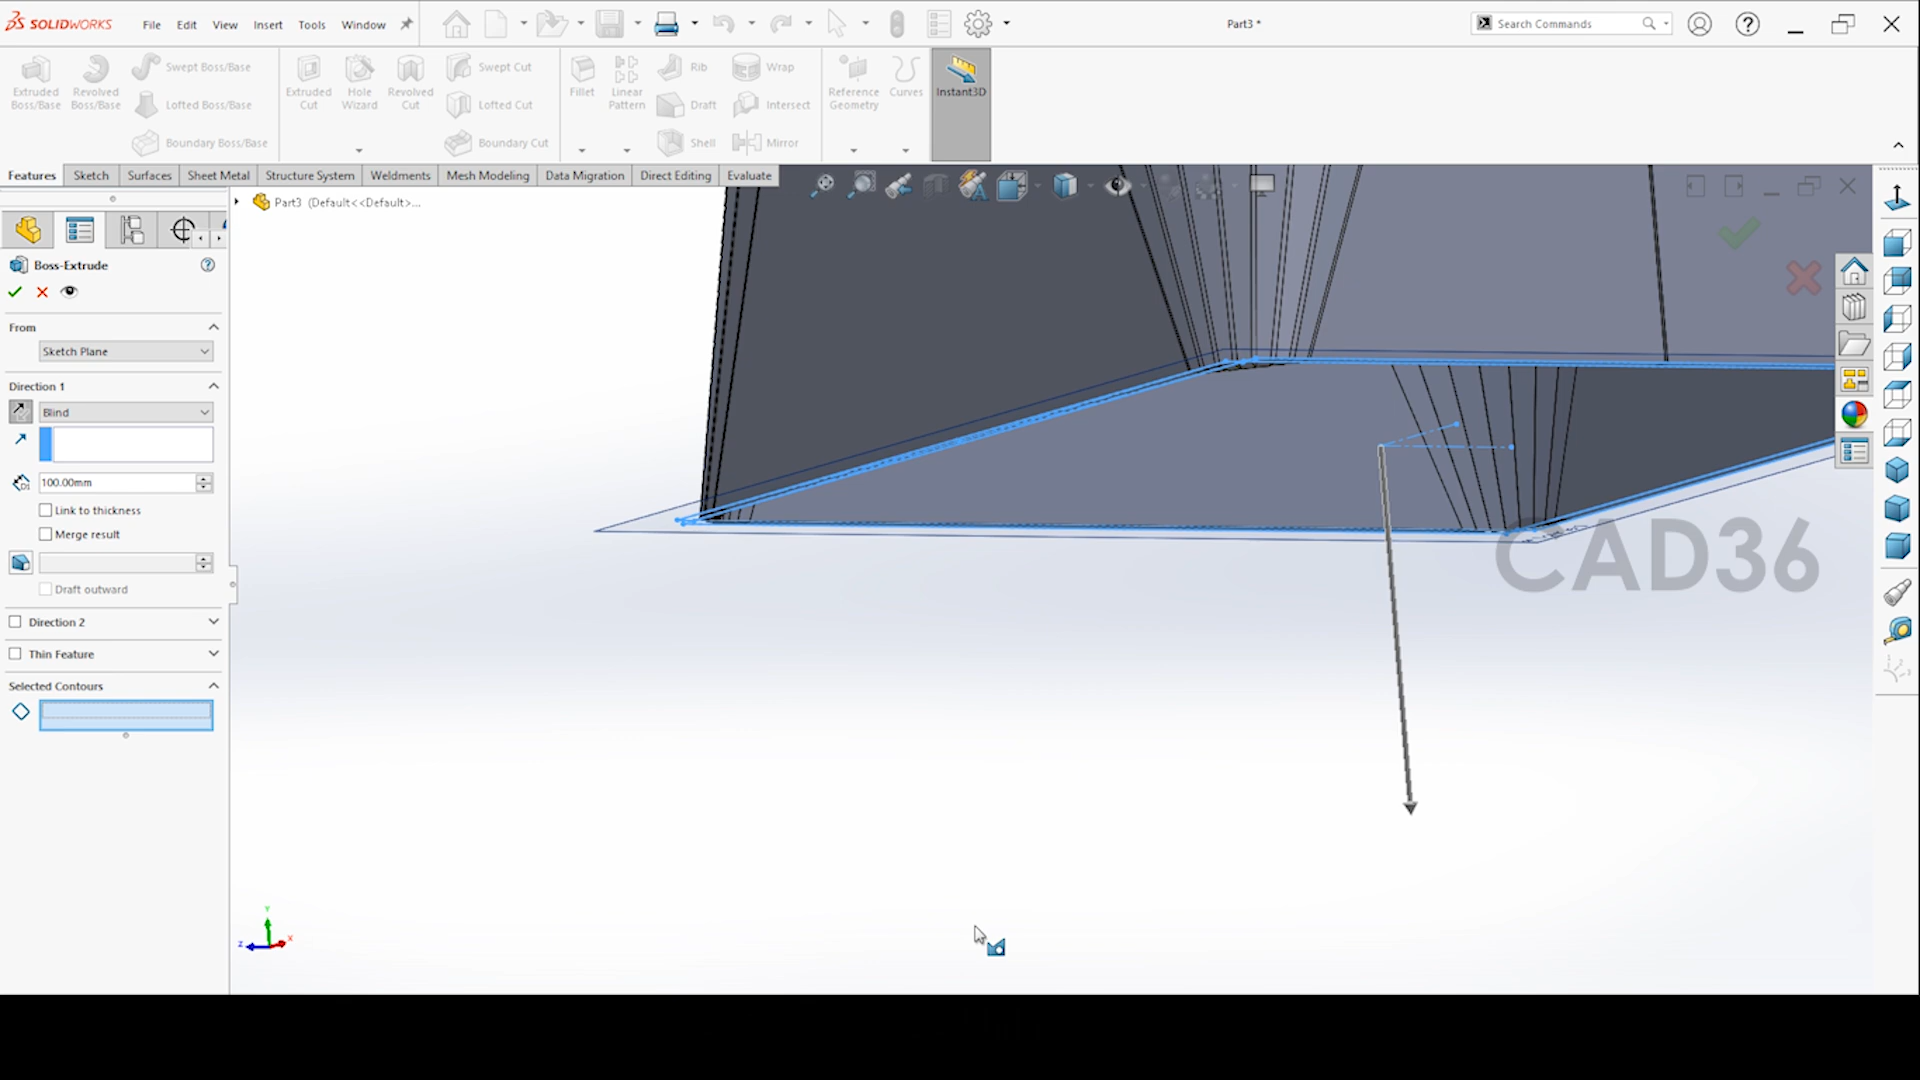 SOLIDWORKS File Edit View Insert Tools Window Part3 * Search Commands
Extruded Boss/Base
Revolved Boss/Base
Swept Boss/Base
Lofted Boss/Base
Boundary Boss/Base
Extruded Cut
Hole Wizard
Revolved Cut
Swept Cut
Lofted Cut
Boundary Cut
Fillet
Linear Pattern
Rib
Draft
Shell
Wrap
Intersect
Mirror
Reference Geometry
Curves
Instant3D
Features Sketch Surfaces Sheet Metal Structure System Weldments Mesh Modeling Data Migration Direct Editing Evaluate
Part3 (Default<<Default>...
Boss-Extrude
From
Sketch Plane
Direction 1
Blind
100.00mm
Link to thickness
Merge result
Draft outward
Direction 2
Thin Feature
Selected Contours
CAD36
Y
Z
X